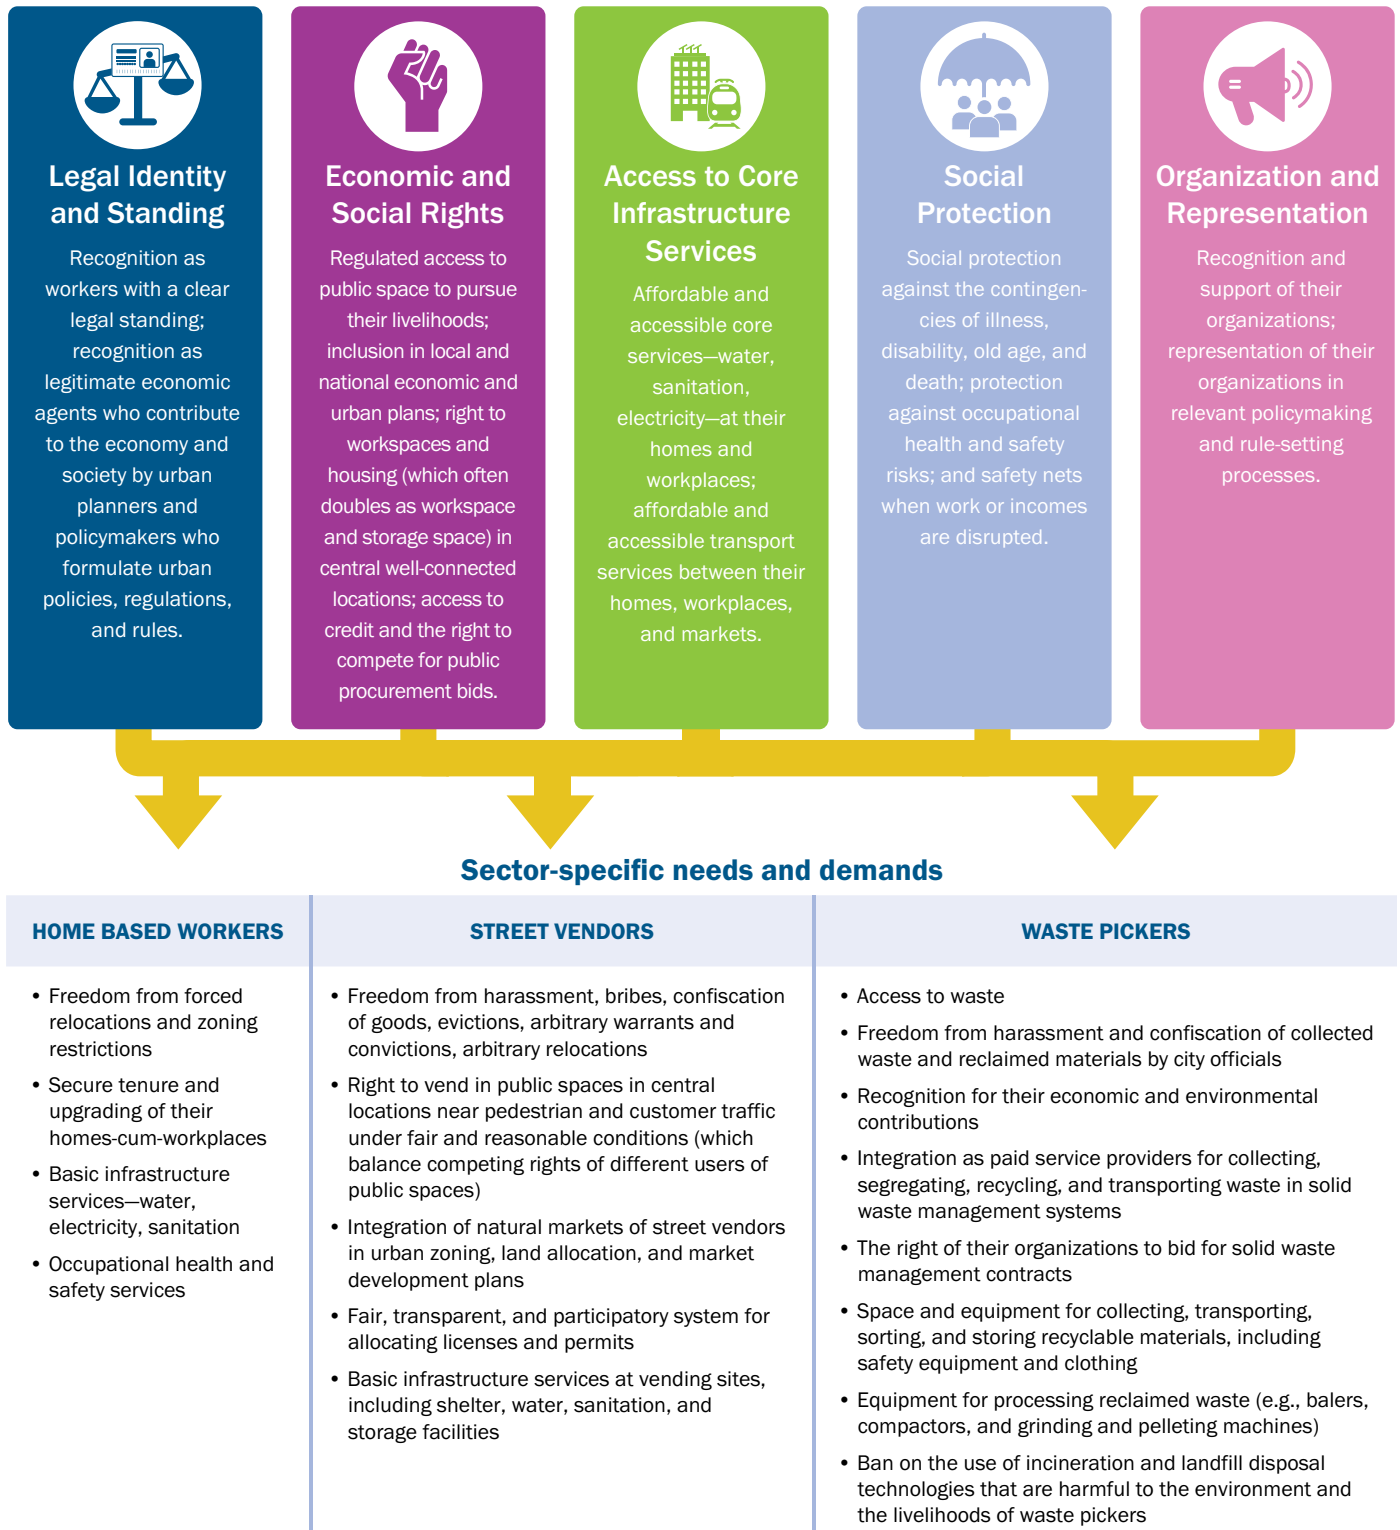 Legal Identity
and Standing
Recognition as
workers with a clear
legal standing;
recognition as
legitimate economic
agents who contribute
to the economy and
society by urban
planners and
policymakers who
formulate urban
policies, regulations,
and rules.
Economic and
Social Rights
Regulated access to
public space to pursue
their livelihoods;
inclusion in local and
national economic and
urban plans; right to
workspaces and
housing (which often
doubles as workspace
and storage space) in
central well-connected
locations; access to
credit and the right to
compete for public
procurement bids.
Access to Core
Infrastructure
Services
Affordable and
accessible core
services—water,
sanitation,
electricity—at their
homes and
workplaces;
affordable and
accessible transport
services between their
homes, workplaces,
and markets.
Social
Protection
Social protection
against the contingen-
cies of illness,
disability, old age, and
death; protection
against occupational
health and safety
risks; and safety nets
when work or incomes
are disrupted.
Organization and
Representation
Recognition and
support of their
organizations;
representation of their
organizations in
relevant policymaking
and rule-setting
processes.
Sector-specific needs and demands
HOME BASED WORKERS
• Freedom from forced
relocations and zoning
restrictions
• Secure tenure and
upgrading of their
homes-cum-workplaces
• Basic infrastructure
services—water,
electricity, sanitation
• Occupational health and
safety services
STREET VENDORS
• Freedom from harassment, bribes, confiscation
of goods, evictions, arbitrary warrants and
convictions, arbitrary relocations
• Right to vend in public spaces in central
locations near pedestrian and customer traffic
under fair and reasonable conditions (which
balance competing rights of different users of
public spaces)
• Integration of natural markets of street vendors
in urban zoning, land allocation, and market
development plans
• Fair, transparent, and participatory system for
allocating licenses and permits
• Basic infrastructure services at vending sites,
including shelter, water, sanitation, and
storage facilities
WASTE PICKERS
• Access to waste
• Freedom from harassment and confiscation of collected
waste and reclaimed materials by city officials
• Recognition for their economic and environmental
contributions
• Integration as paid service providers for collecting,
segregating, recycling, and transporting waste in solid
waste management systems
• The right of their organizations to bid for solid waste
management contracts
• Space and equipment for collecting, transporting,
sorting, and storing recyclable materials, including
safety equipment and clothing
• Equipment for processing reclaimed waste (e.g., balers,
compactors, and grinding and pelleting machines)
• Ban on the use of incineration and landfill disposal
technologies that are harmful to the environment and
the livelihoods of waste pickers